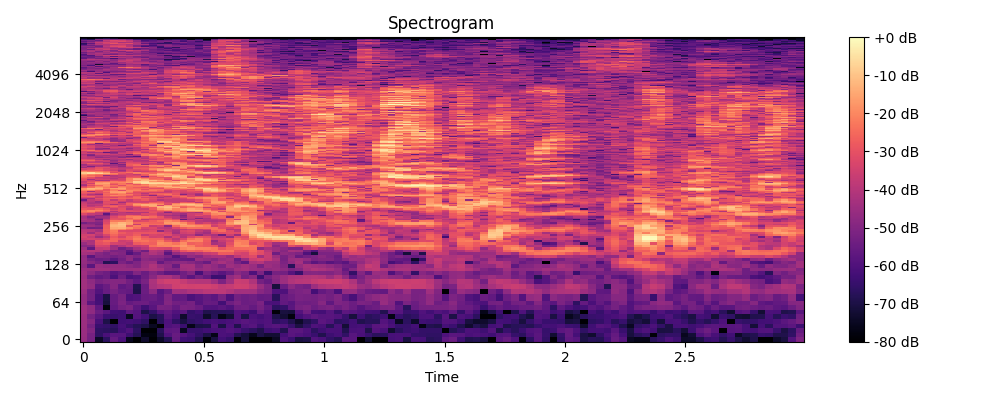 Spectrogram
Hz
4096
2048
1024
512
256
128
64
0
0
0.5
1
1.5
2
2.5
Time
+0 dB
-10 dB
-20 dB
-30 dB
-40 dB
-50 dB
-60 dB
-70 dB
-80 dB